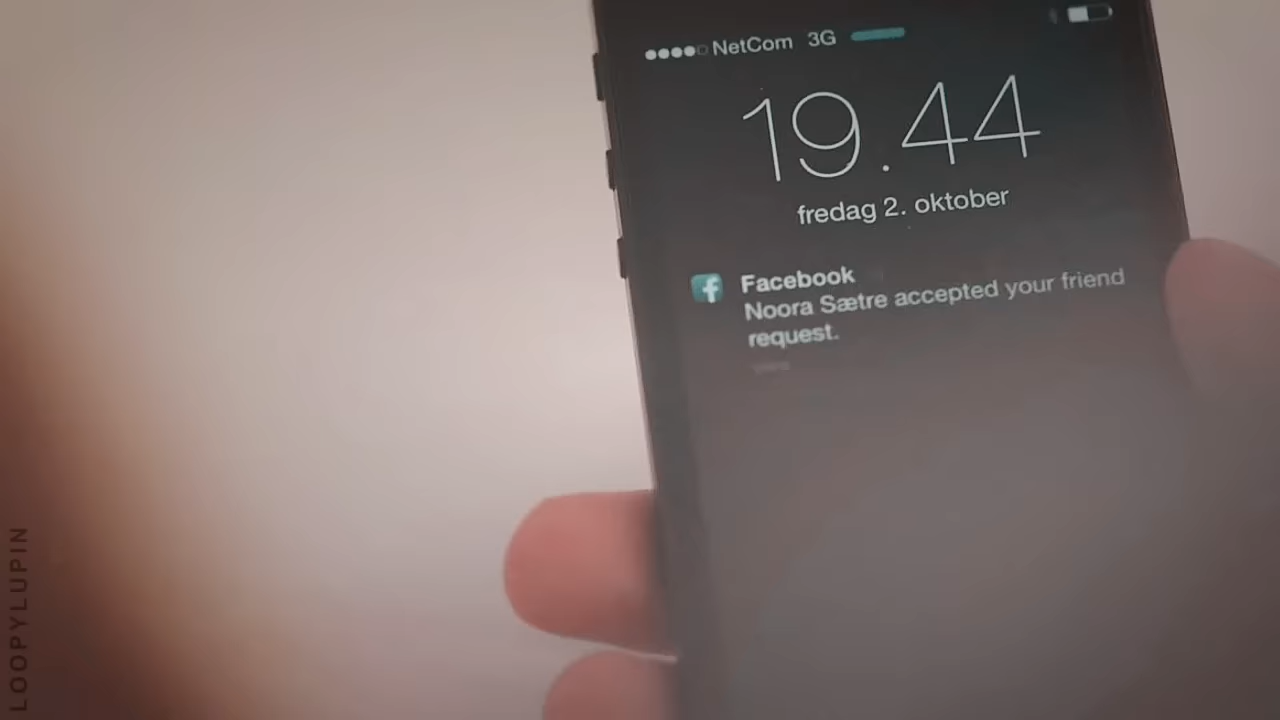 NetCom 3G
19.44
fredag 2. oktober
Facebook
Noora Sætre accepted your friend
request.
LOOPYLUPIN